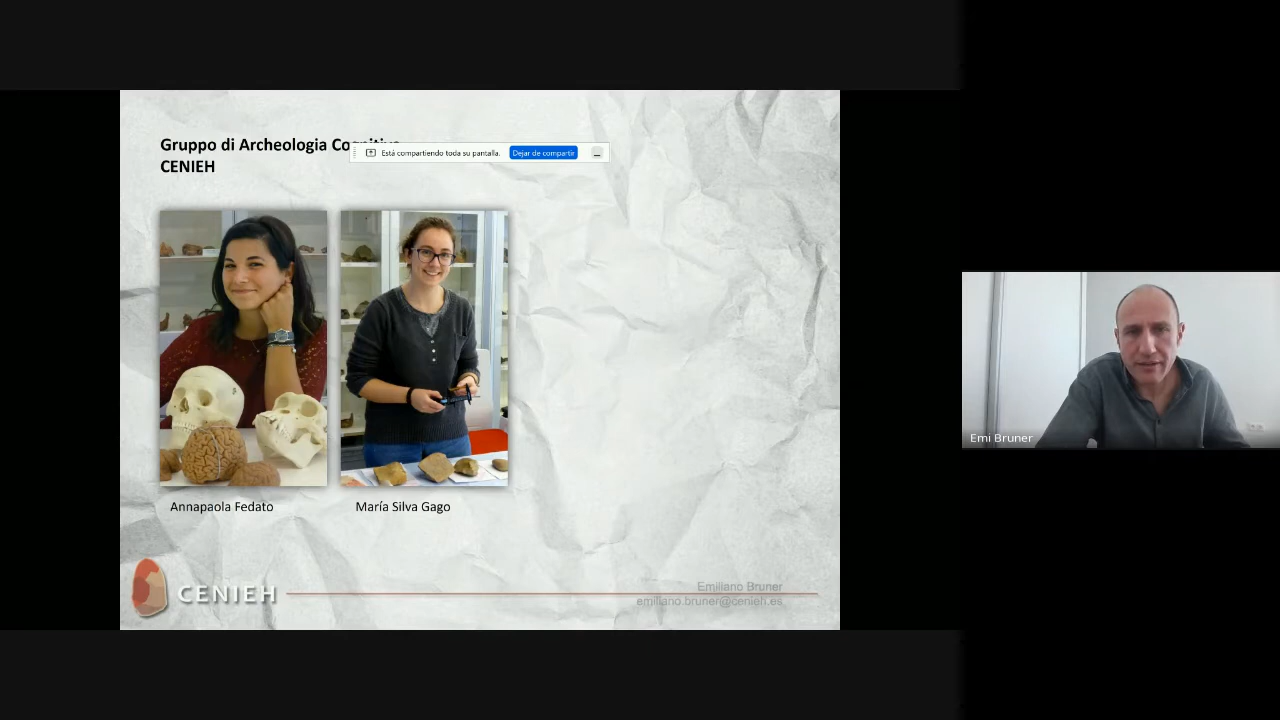 Gruppo di Archeologia
CENIEH
Está compartiendo toda su pantalla.
Dejar de compartir
Annapaola Fedato
María Silva Gago
CENIEH
Emiliano Bruner
emiliano.bruner@cenieh.es
Emi Bruner